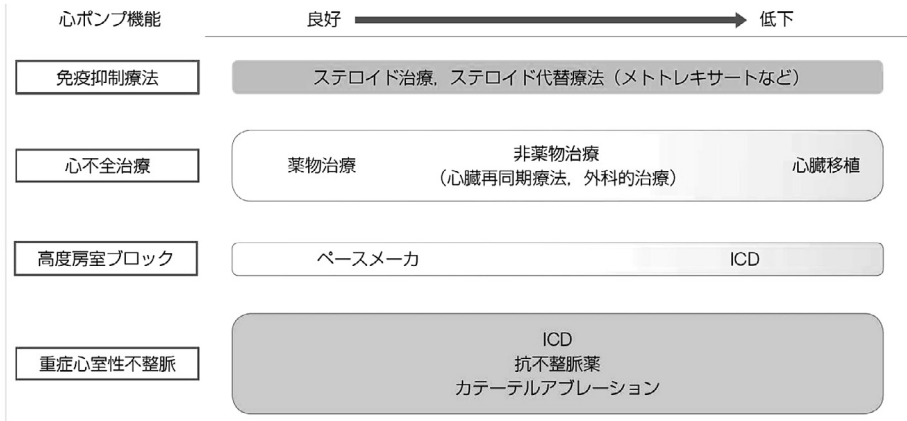 心ポンプ機能
良好
低下
免疫抑制療法
ステロイド治療，ステロイド代替療法（メトトレキサートなど）
心不全治療
薬物治療
非薬物治療
（心臓再同期療法，外科的治療）
心臓移植
高度房室ブロック
ペースメーカ
ICD
重症心室性不整脈
ICD
抗不整脈薬
カテーテルアブレーション